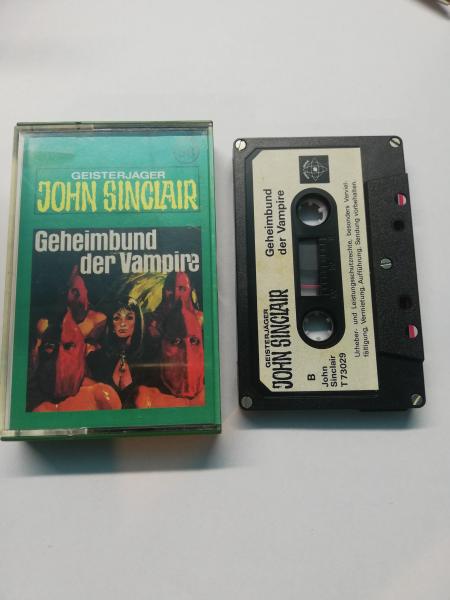 GEISTERJÄGER
JOHN SINCLAIR
Geheimbund
der Vampire
GEISTERJÄGER
JOHN SINCLAIR
Geheimbund
der Vampire
B
John
Sinclair
T 73029
Urheber- und Leistungsschutzrechte, besonders Verviel-
fältigung, Vermietung, Aufführung, Sendung vorbehalten.